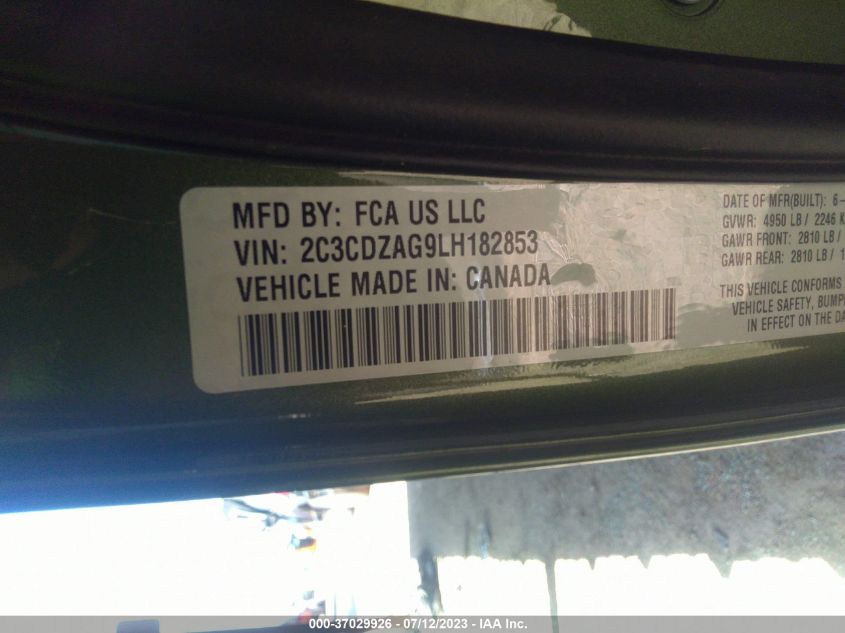 MFD BY: FCA US LLC
VIN: 2C3CDZAG9LH182853
VEHICLE MADE IN: CANADA
DATE OF MFR(BUILT): 6-
GVWR: 4950 LB / 2246 K
GAWR FRONT: 2810 LB /
GAWR REAR: 2810 LB / 1
THIS VEHICLE CONFORMS
VEHICLE SAFETY, BUMP
IN EFFECT ON THE DA
000-37029926 / 07/12/2023 - IAA Inc.